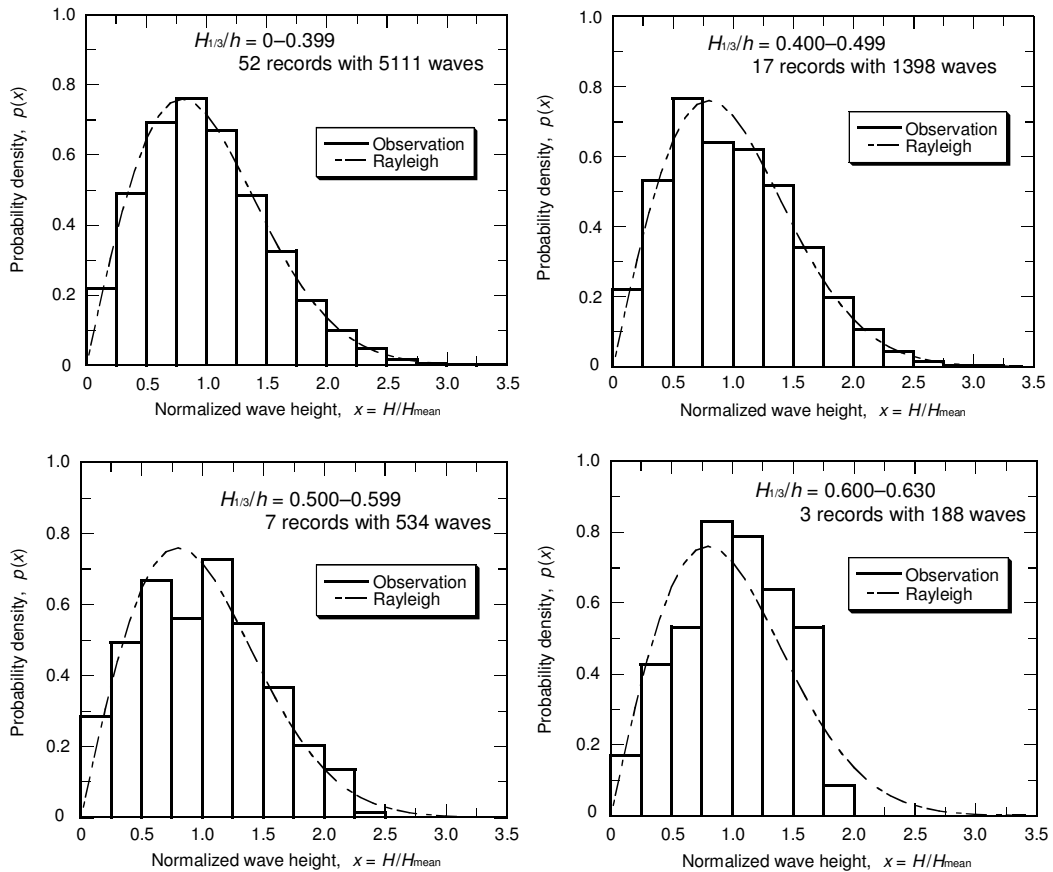 H1/3/h = 0–0.399
52 records with 5111 waves
Observation
Rayleigh
Probability density, p(x)
1.0
0.8
0.6
0.4
0.2
0
0 0.5 1.0 1.5 2.0 2.5 3.0 3.5
Normalized wave height, x = H/Hmean
H1/3/h = 0.400–0.499
17 records with 1398 waves
Observation
Rayleigh
Probability density, p(x)
1.0
0.8
0.6
0.4
0.2
0
0 0.5 1.0 1.5 2.0 2.5 3.0 3.5
Normalized wave height, x = H/Hmean
H1/3/h = 0.500–0.599
7 records with 534 waves
Observation
Rayleigh
Probability density, p(x)
1.0
0.8
0.6
0.4
0.2
0
0 0.5 1.0 1.5 2.0 2.5 3.0 3.5
Normalized wave height, x = H/Hmean
H1/3/h = 0.600–0.630
3 records with 188 waves
Observation
Rayleigh
Probability density, p(x)
1.0
0.8
0.6
0.4
0.2
0
0 0.5 1.0 1.5 2.0 2.5 3.0 3.5
Normalized wave height, x = H/Hmean